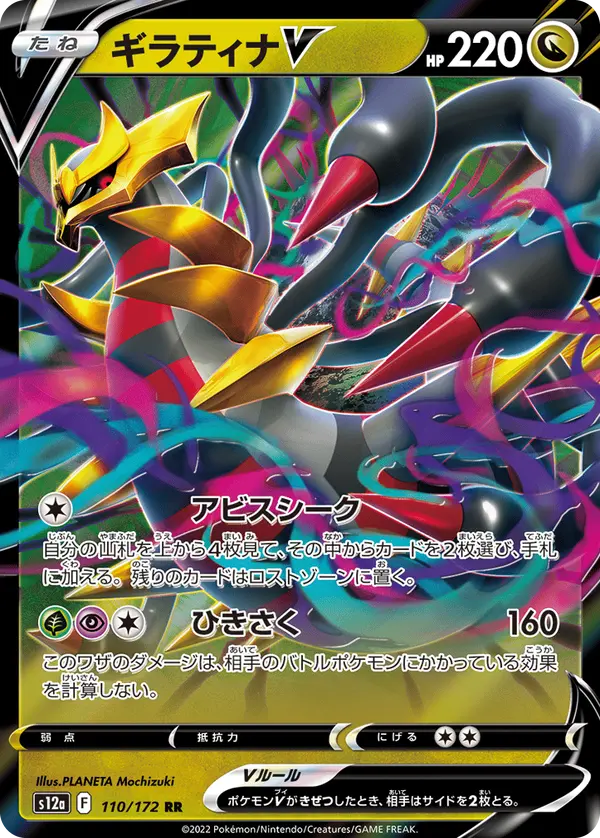 たね ギラティナV HP220
アビスシーク
自分の山札を上から4枚見て、その中からカードを2枚選び、手札
に加える。残りのカードはロストゾーンに置く。
ひきさく 160
このワザのダメージは、相手のバトルポケモンにかかっている効果
を計算しない。
弱点 抵抗力 にげる
Illus.PLANETA Mochizuki
Vルール
s12a F 110/172 RR
ポケモンVがきぜつしたとき、相手はサイドを2枚とる。
©2022 Pokémon/Nintendo/Creatures/GAME FREAK.